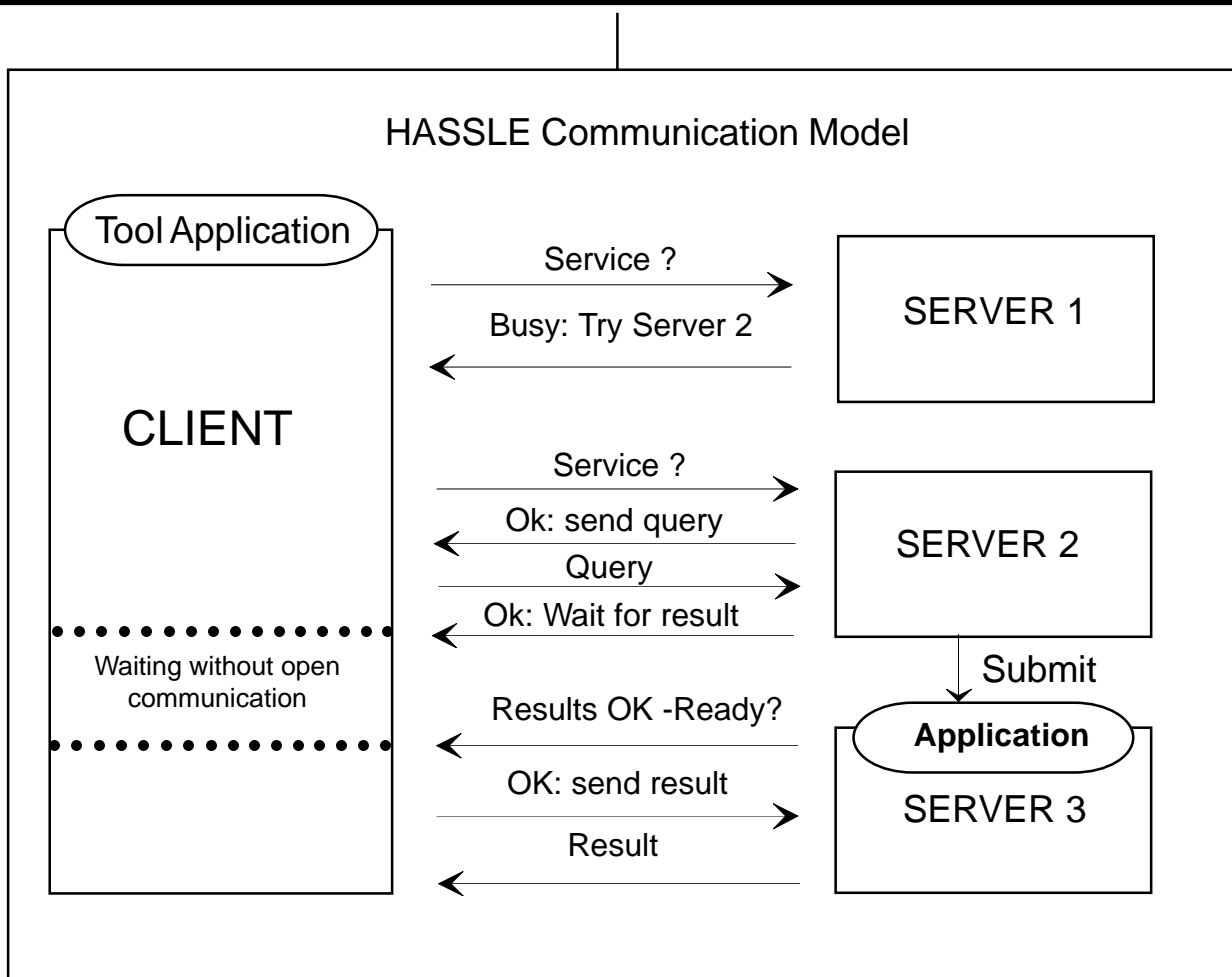 HASSLE Communication Model
Tool Application
CLIENT
Waiting without open
communication
Service ?
Busy: Try Server 2
SERVER 1
Service ?
Ok: send query
Query
Ok: Wait for result
SERVER 2
Submit
Results OK -Ready?
OK: send result
Result
Application
SERVER 3